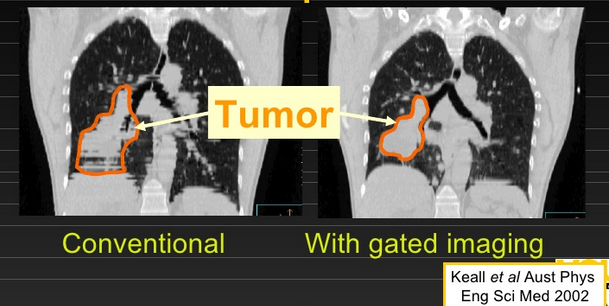 Tumor
Conventional
With gated imaging
Keall et al Aust Phys
Eng Sci Med 2002